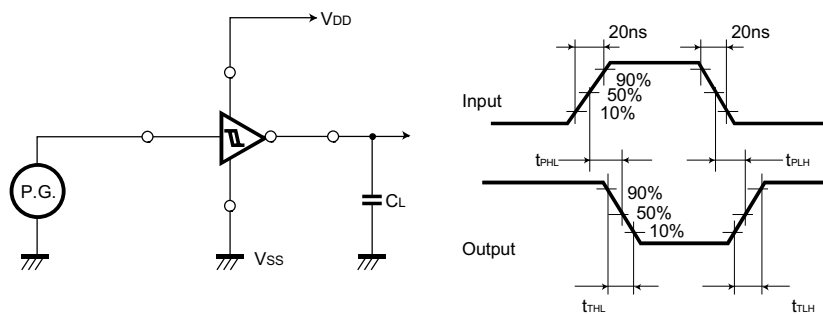 VDD
P.G.
CL
VSS
20ns 20ns
Input
90%
50%
10%
tPHL tPLH
90%
50%
10%
Output
tTHL tTLH